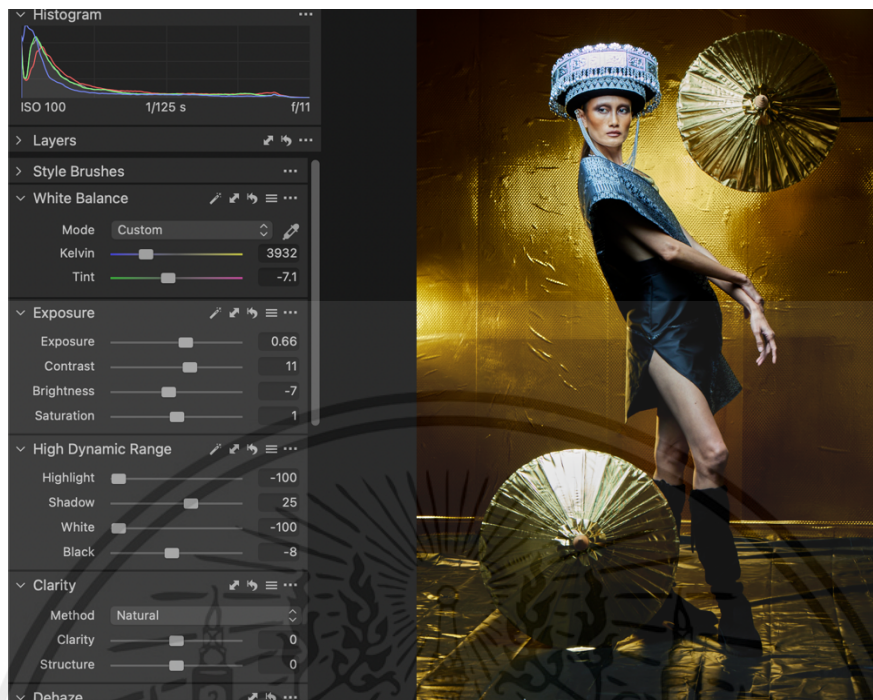 Histogram
ISO 100 1/125 s f/11
Layers
Style Brushes
White Balance
Mode Custom
Kelvin 3932
Tint -7.1
Exposure
Exposure 0.66
Contrast 11
Brightness -7
Saturation 1
High Dynamic Range
Highlight -100
Shadow 25
White -100
Black -8
Clarity
Method Natural
Clarity 0
Structure 0
Dehaze